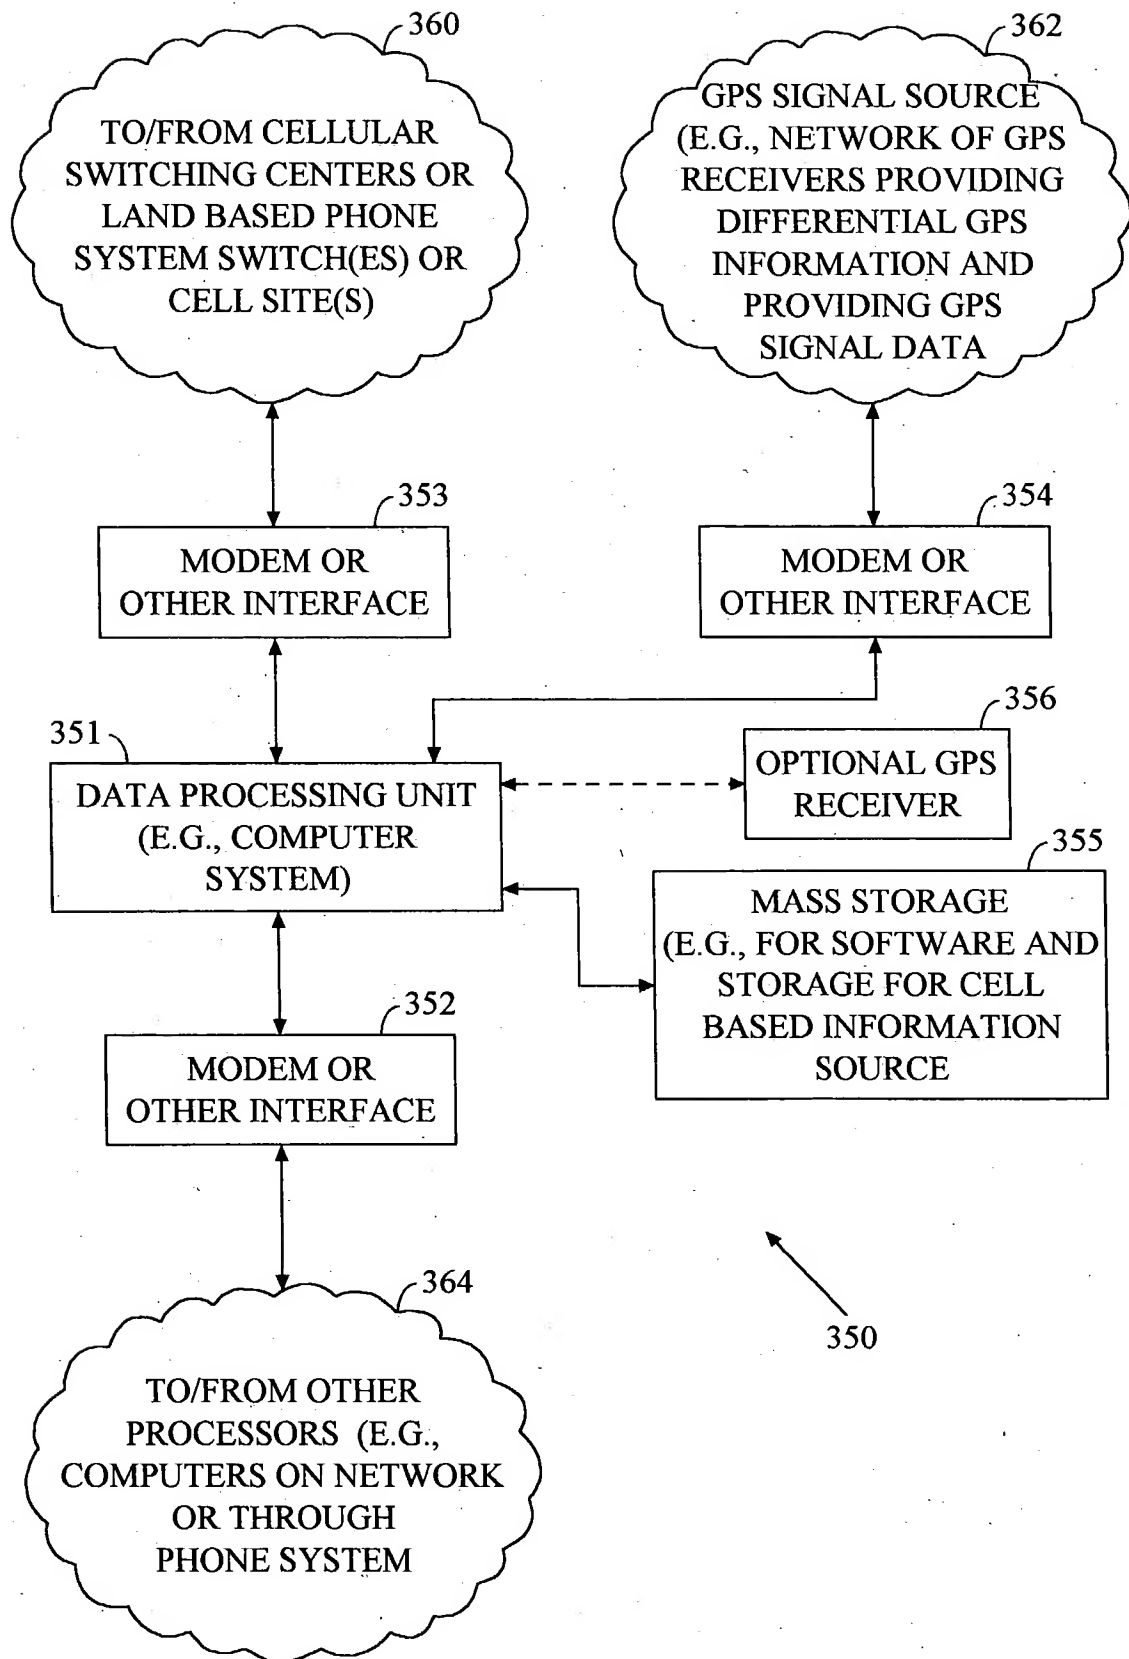 360
TO/FROM CELLULAR
SWITCHING CENTERS OR
LAND BASED PHONE
SYSTEM SWITCH(ES) OR
CELL SITE(S)
362
GPS SIGNAL SOURCE
(E.G., NETWORK OF GPS
RECEIVERS PROVIDING
DIFFERENTIAL GPS
INFORMATION AND
PROVIDING GPS
SIGNAL DATA
353
MODEM OR
OTHER INTERFACE
354
MODEM OR
OTHER INTERFACE
351
DATA PROCESSING UNIT
(E.G., COMPUTER
SYSTEM)
356
OPTIONAL GPS
RECEIVER
355
MASS STORAGE
(E.G., FOR SOFTWARE AND
STORAGE FOR CELL
BASED INFORMATION
SOURCE
352
MODEM OR
OTHER INTERFACE
364
TO/FROM OTHER
PROCESSORS (E.G.,
COMPUTERS ON NETWORK
OR THROUGH
PHONE SYSTEM
350